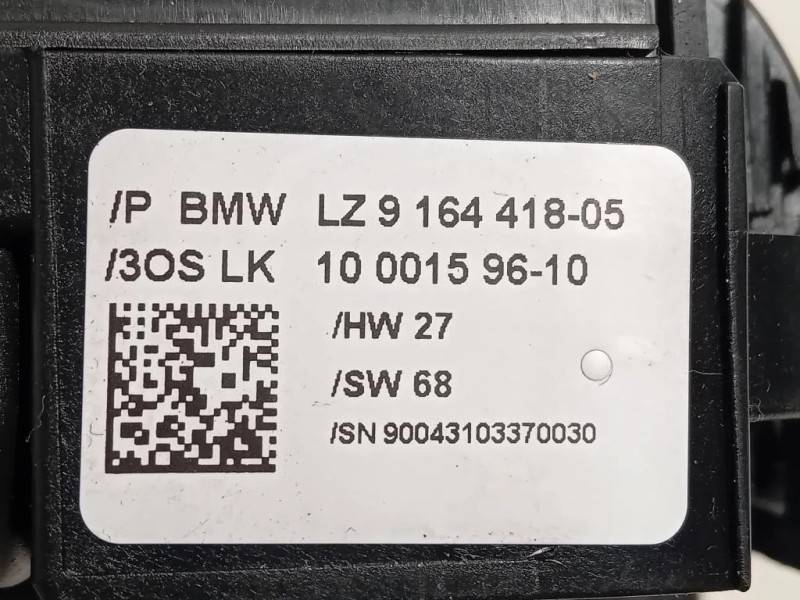 /P BMW LZ 9 164 418-05
/3OS LK 10 0015 96-10
/HW 27
/SW 68
/SN 90043103370030